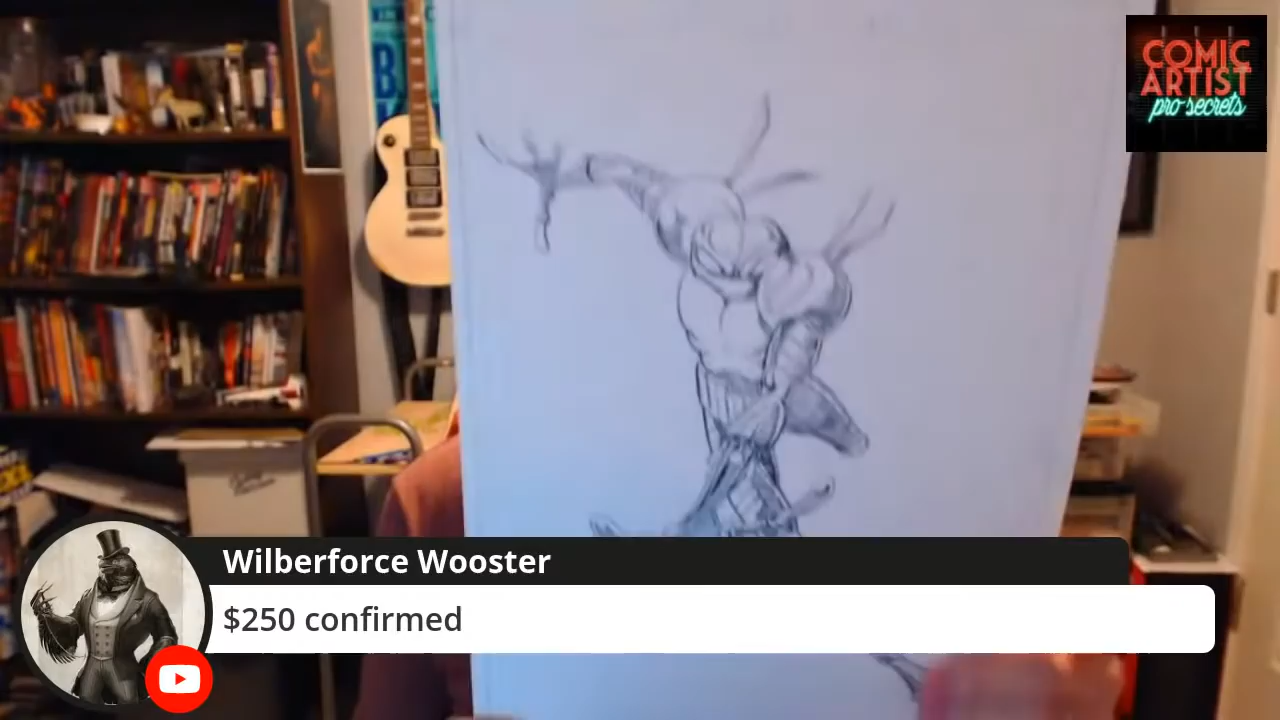 COMIC
ARTIST
pro secrets
Wilberforce Wooster
$250 confirmed